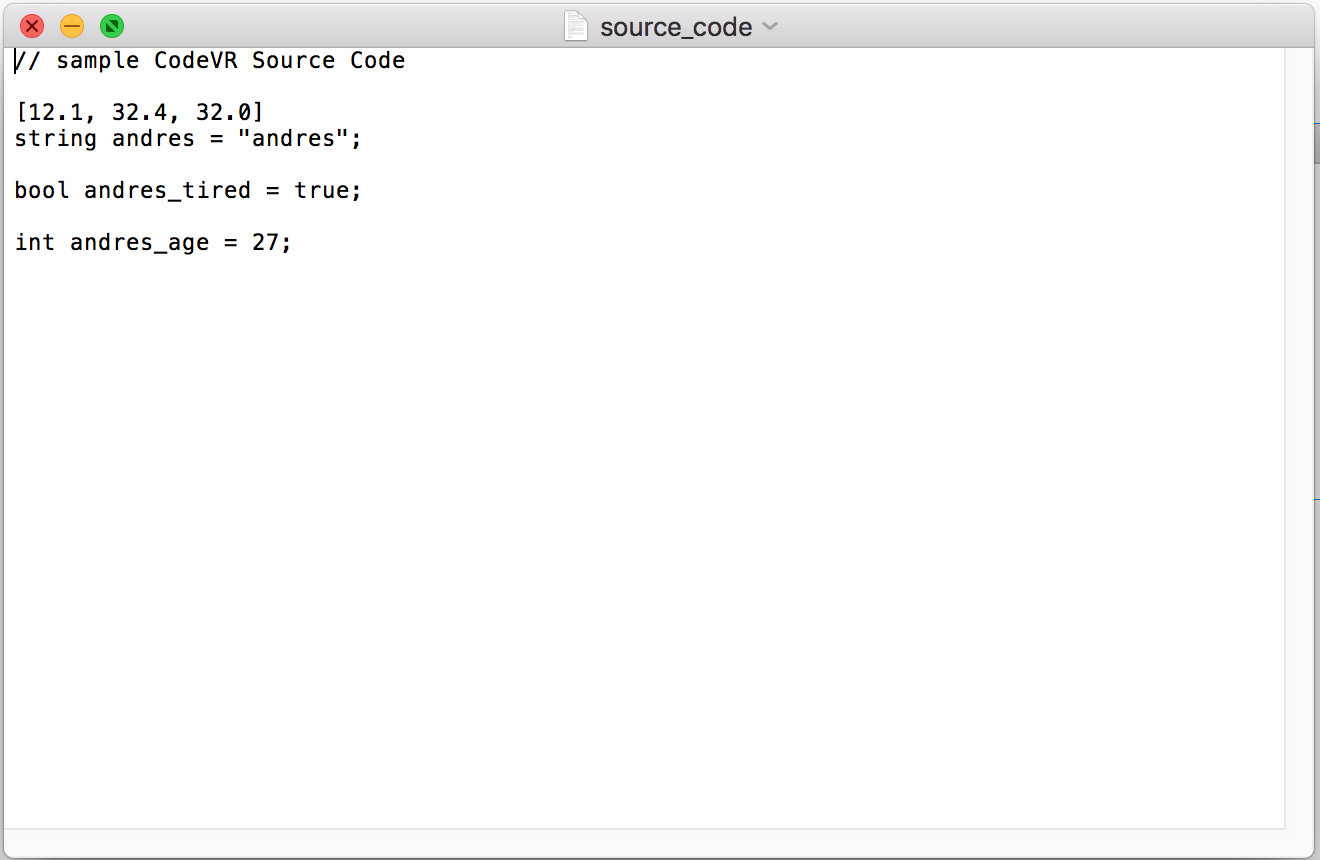 source_code
// sample CodeVR Source Code
[12.1, 32.4, 32.0]
string andres = "andres";
bool andres_tired = true;
int andres_age = 27;